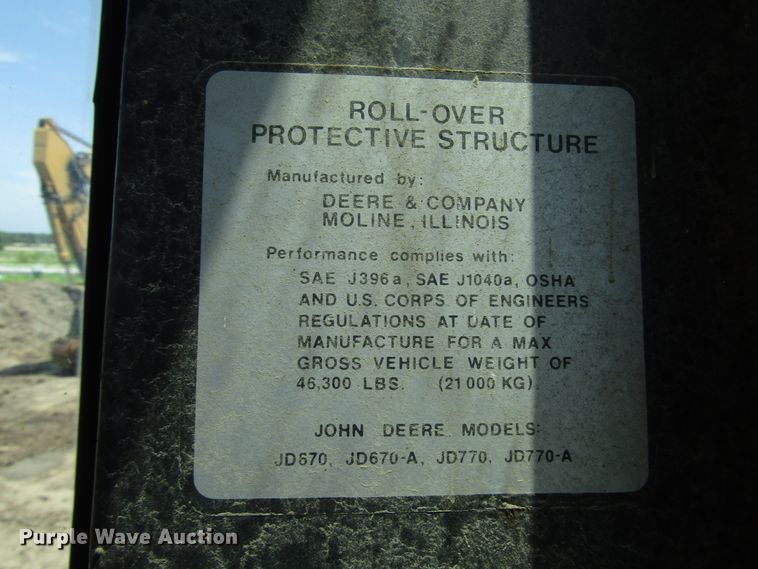 ROLL-OVER
PROTECTIVE STRUCTURE
Manufactured by:
DEERE & COMPANY
MOLINE, ILLINOIS
Performance complies with:
SAE J396a, SAE J1040a, OSHA
AND U.S. CORPS OF ENGINEERS
REGULATIONS AT DATE OF
MANUFACTURE FOR A MAX
GROSS VEHICLE WEIGHT OF
46,300 LBS. (21 000 KG).
JOHN DEERE MODELS:
JD670, JD670-A, JD770, JD770-A
Purple Wave Auction®